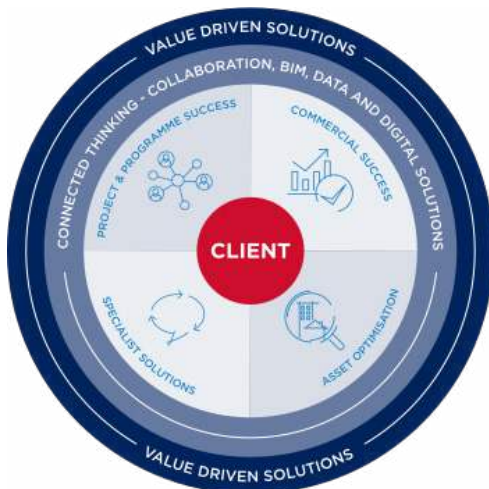 VALUE DRIVEN SOLUTIONS
CONNECTED THINKING - COLLABORATION, BIM, DATA AND DIGITAL SOLUTIONS
PROJECT & PROGRAMME SUCCESS
COMMERCIAL SUCCESS
CLIENT
SPECIALIST SOLUTIONS
ASSET OPTIMISATION
VALUE DRIVEN SOLUTIONS